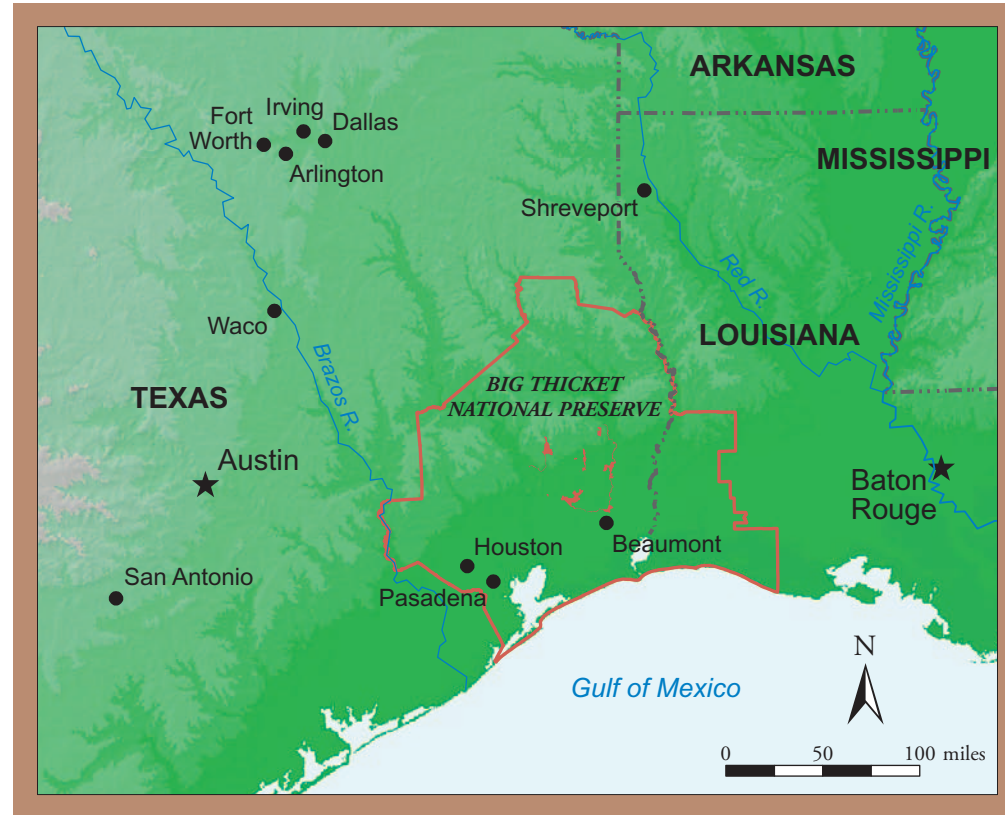 ARKANSAS
Irving
Fort
Worth
Dallas
Arlington
MISSISSIPPI
Shreveport
Red R.
Mississippi R.
Waco
Brazos R.
LOUISIANA
BIG THICKET
NATIONAL PRESERVE
TEXAS
Austin
Baton
Rouge
Houston
Beaumont
San Antonio
Pasadena
N
Gulf of Mexico
0 50 100 miles